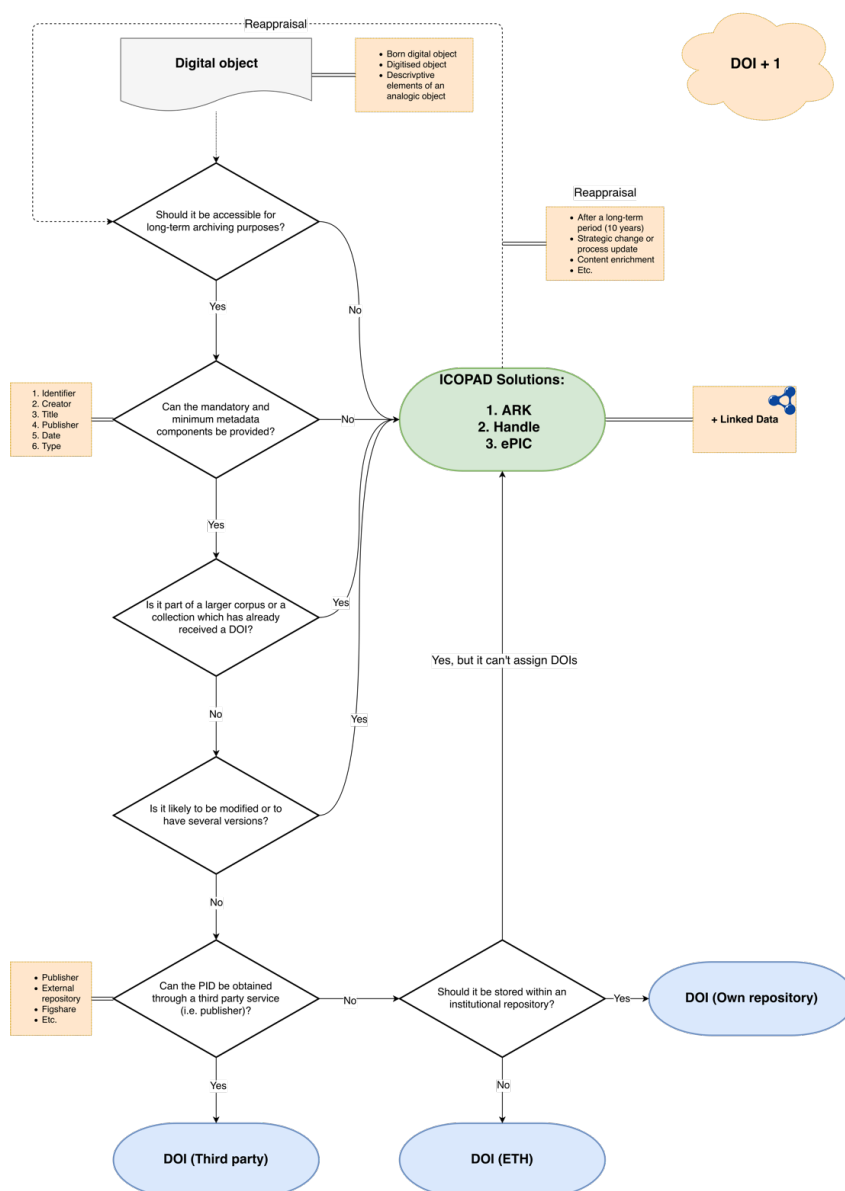 Reappraisal
Digital object
• Born digital object
• Digitised object
• Descrivptive
elements of an
analogic object
DOI + 1
Should it be accessible for
long-term archiving purposes?
Reappraisal
• After a long-term
period (10 years)
• Strategic change or
process update
• Content enrichment
• Etc.
Yes
No
1. Identifier
2. Creator
3. Title
4. Publisher
5. Date
6. Type
Can the mandatory and
minimum metadata
components be provided?
No
ICOPAD Solutions:
1. ARK
2. Handle
3. ePIC
+ Linked Data
Yes
Is it part of a larger corpus or a
collection which has already
received a DOI?
Yes
Yes, but it can't assign DOIs
No
Yes
Is it likely to be modified or to
have several versions?
No
• Publisher
• External
repository
• Figshare
• Etc.
Can the PID be obtained
through a third party service
(i.e. publisher)?
No
Should it be stored within an
institutional repository?
Yes
DOI (Own repository)
Yes
No
DOI (Third party)
DOI (ETH)